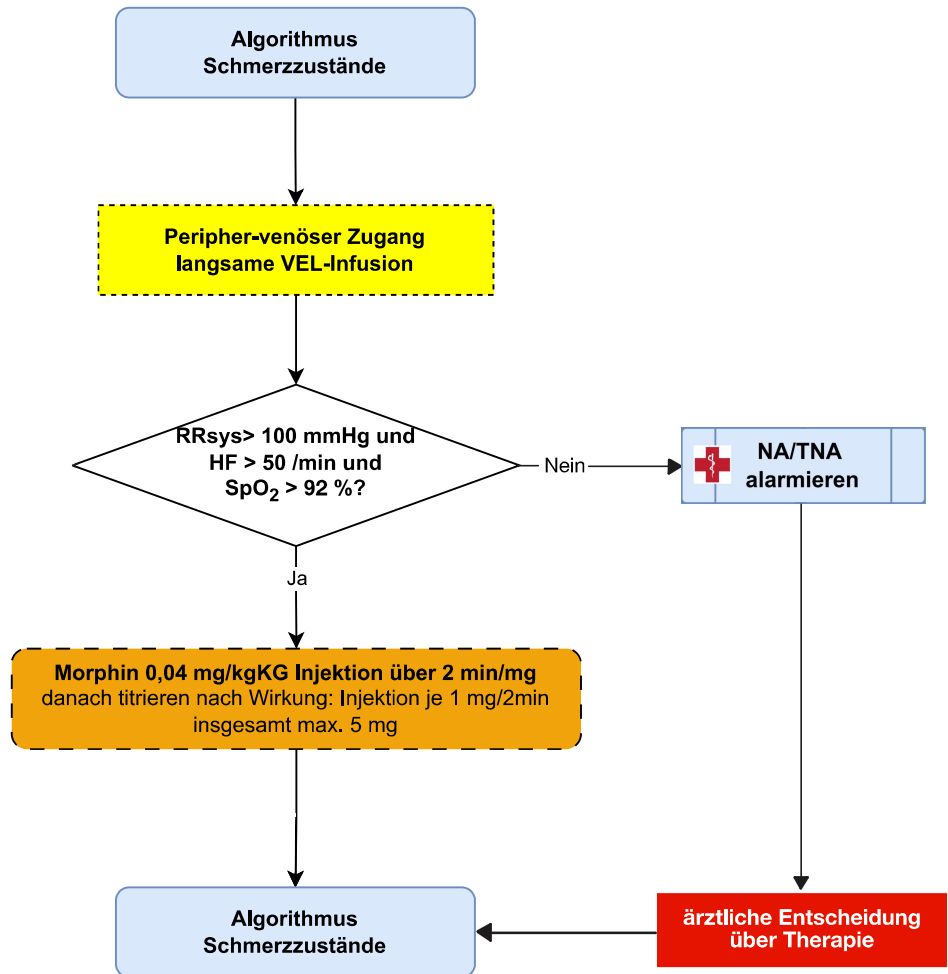 Algorithmus
Schmerzzustände
Peripher-venöser Zugang
langsame VEL-Infusion
RRsys> 100 mmHg und
HF > 50 /min und
SpO₂ > 92 %?
Nein
NA/TNA
alarmieren
Ja
Morphin 0,04 mg/kgKG Injektion über 2 min/mg
danach titrieren nach Wirkung: Injektion je 1 mg/2min
insgesamt max. 5 mg
Algorithmus
Schmerzzustände
ärztliche Entscheidung
über Therapie